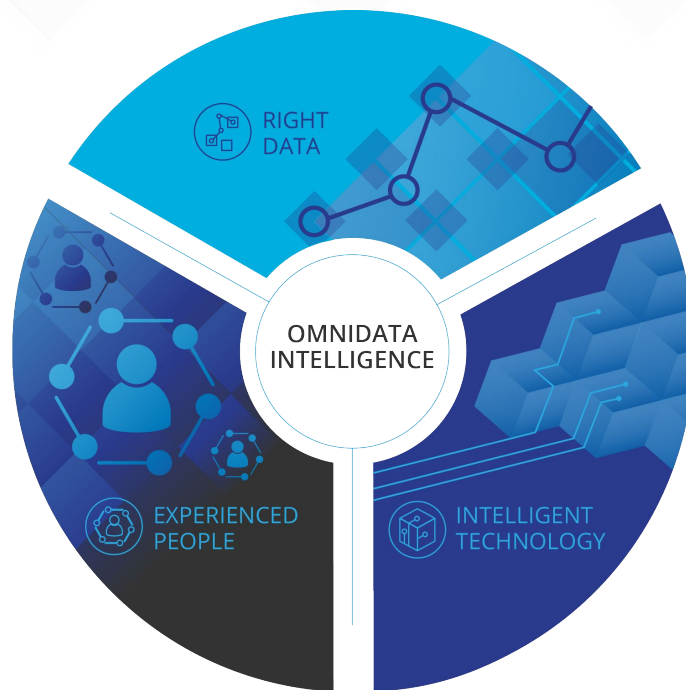 RIGHT
DATA
OMNIDATA
INTELLIGENCE
EXPERIENCED
PEOPLE
INTELLIGENT
TECHNOLOGY